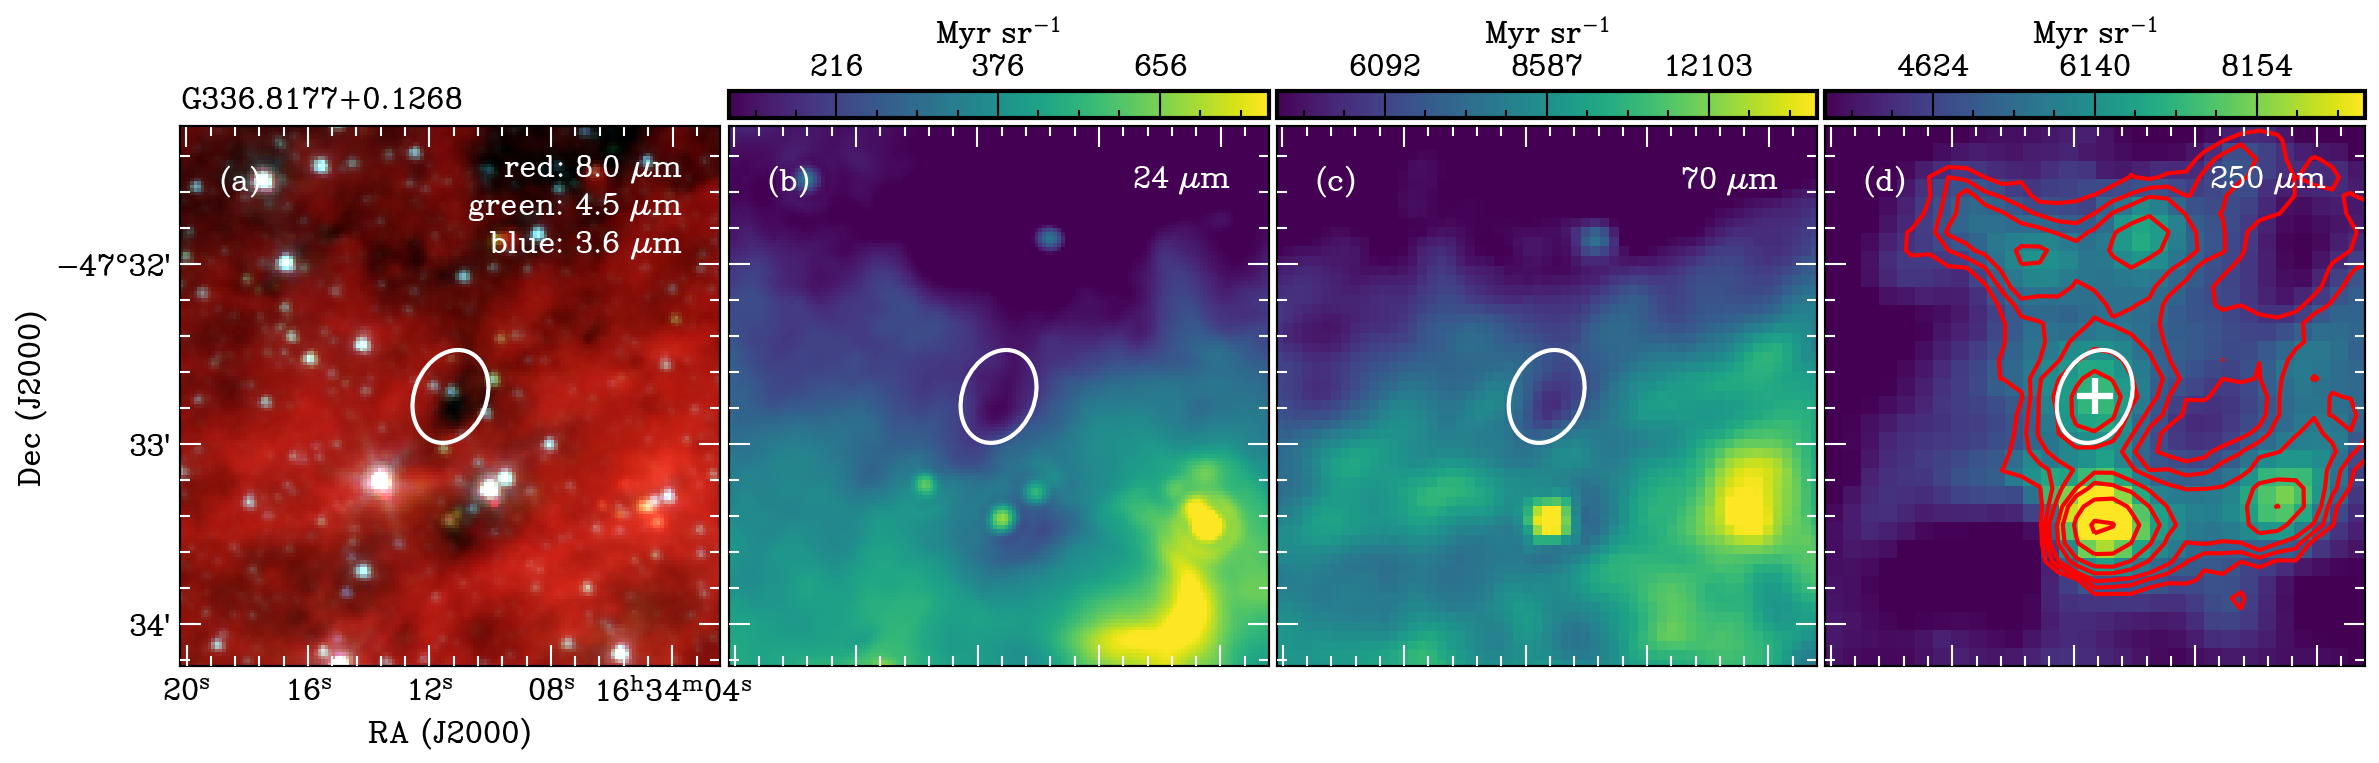 Myr sr⁻¹
216 376 656
Myr sr⁻¹
6092 8587 12103
Myr sr⁻¹
4624 6140 8154
G336.8177+0.1268
(a)
red: 8.0 μm
green: 4.5 μm
blue: 3.6 μm
(b)
24 μm
(c)
70 μm
(d)
250 μm
−47°32'
33'
34'
Dec (J2000)
20ˢ 16ˢ 12ˢ 08ˢ 16ʰ34ᵐ04ˢ
RA (J2000)